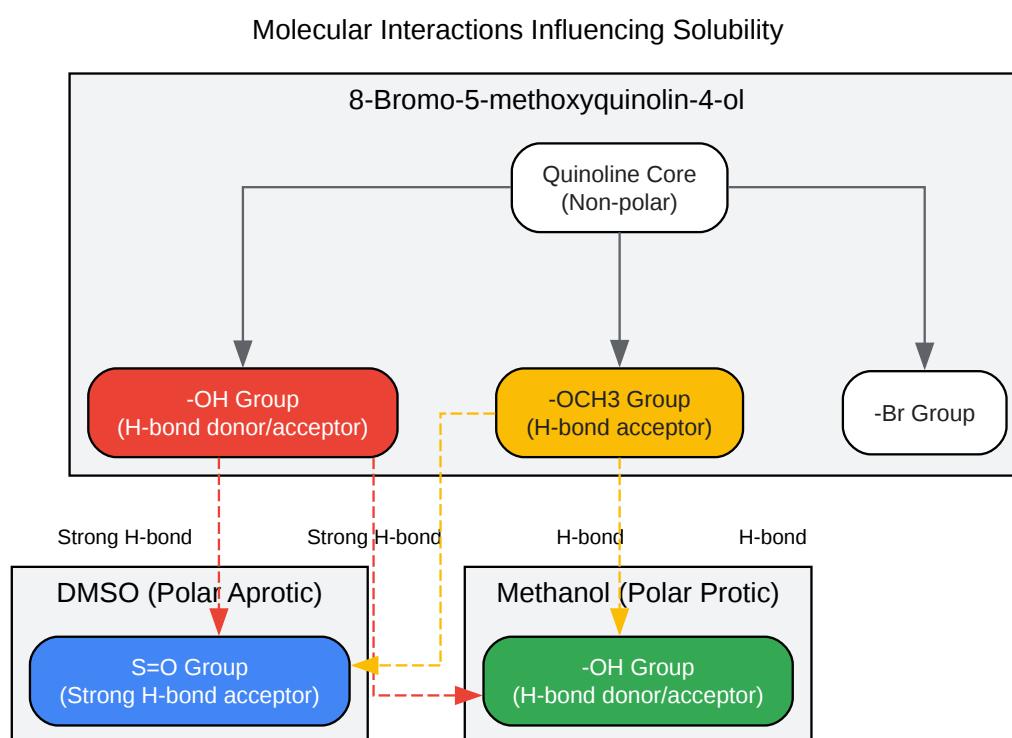 Molecular Interactions Influencing Solubility
8-Bromo-5-methoxyquinolin-4-ol
Quinoline Core
(Non-polar)
-OH Group
(H-bond donor/acceptor)
-OCH3 Group
(H-bond acceptor)
-Br Group
Strong H-bond
Strong H-bond
H-bond
H-bond
DMSO (Polar Aprotic)
Methanol (Polar Protic)
S=O Group
(Strong H-bond acceptor)
-OH Group
(H-bond donor/acceptor)